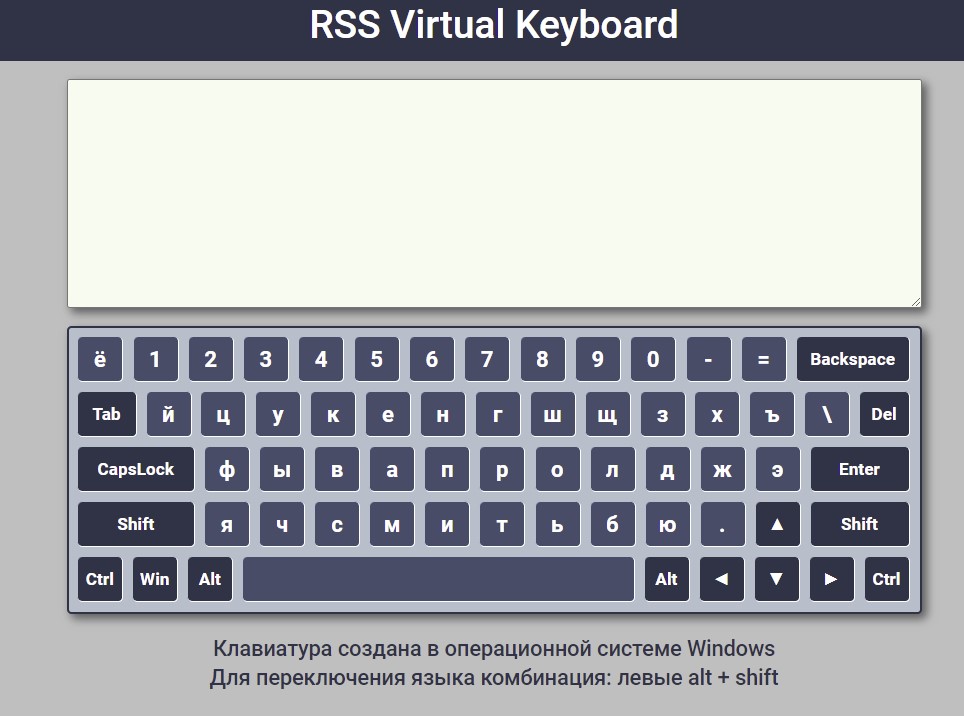 RSS Virtual Keyboard
ё 1 2 3 4 5 6 7 8 9 0 - = Backspace
Tab й ц у к е н г ш щ з х ъ \ Del
CapsLock ф ы в а п р о л д ж э Enter
Shift я ч с м и т ь б ю . ▲ Shift
Ctrl Win Alt Alt ◄ ▼ ► Ctrl
Клавиатура создана в операционной системе Windows
Для переключения языка комбинация: левые alt + shift